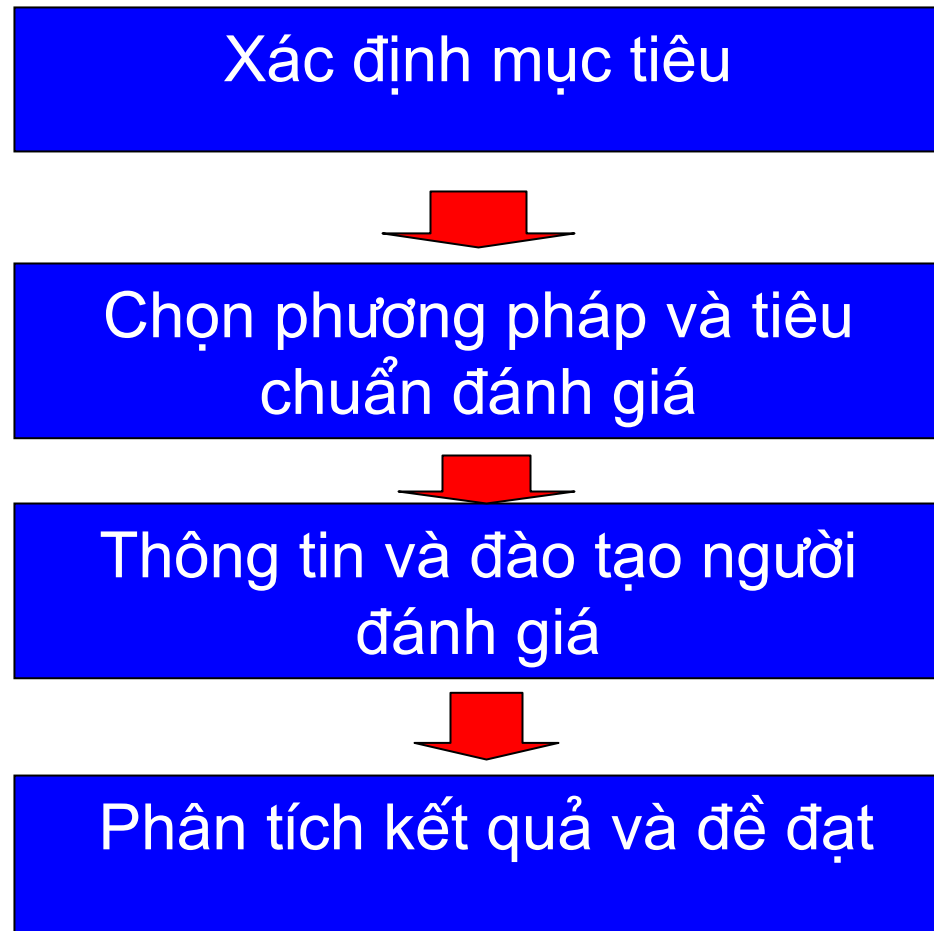 Xác định mục tiêu
Chọn phương pháp và tiêu
chuẩn đánh giá
Thông tin và đào tạo người
đánh giá
Phân tích kết quả và đề đạt